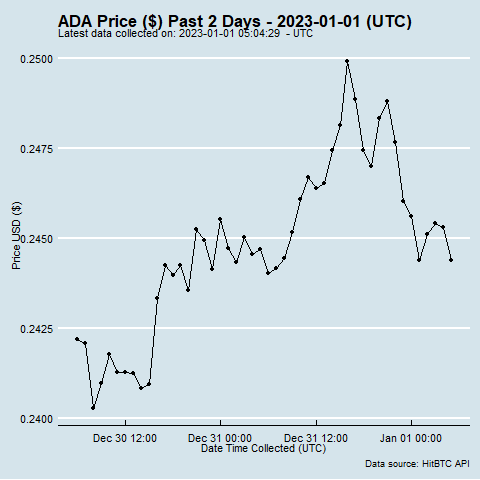 ADA Price ($) Past 2 Days - 2023-01-01 (UTC)
Latest data collected on: 2023-01-01 05:04:29  - UTC
0.2500
0.2475
0.2450
0.2425
0.2400
Price USD ($)
Dec 30 12:00
Dec 31 00:00
Dec 31 12:00
Jan 01 00:00
Date Time Collected (UTC)
Data source: HitBTC API